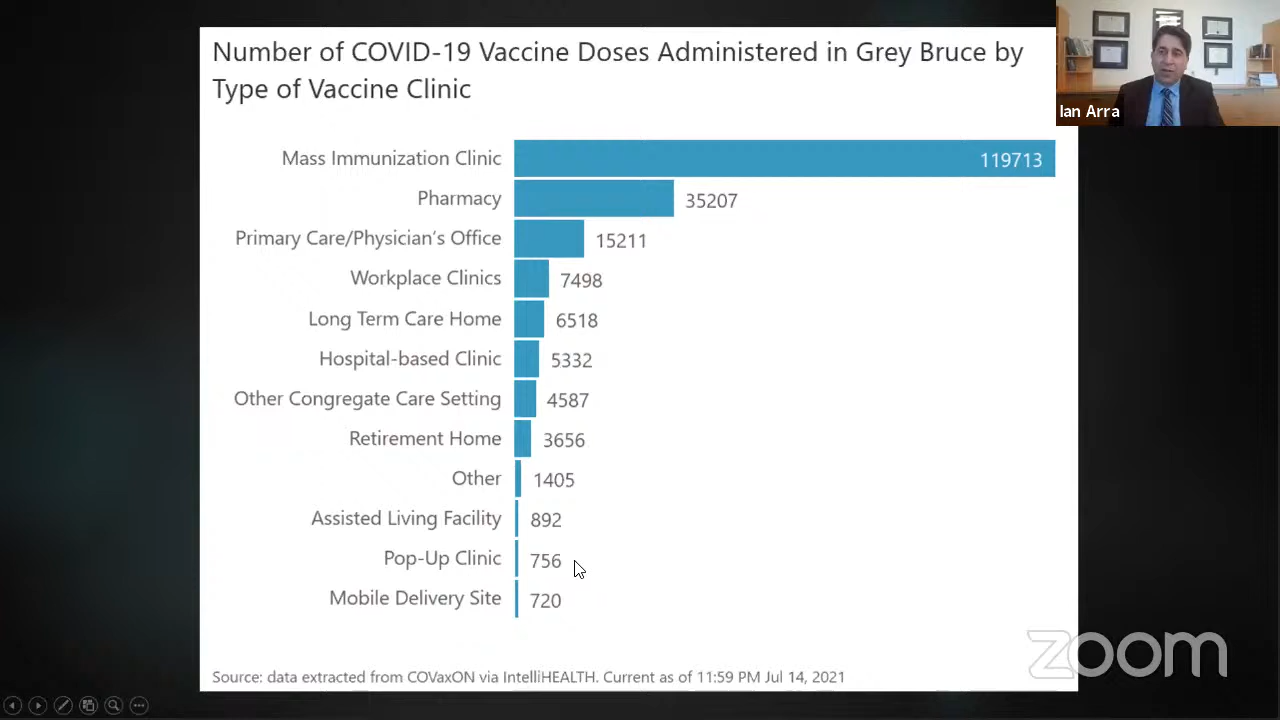 Number of COVID-19 Vaccine Doses Administered in Grey Bruce by
Type of Vaccine Clinic
Ian Arra
Mass Immunization Clinic 119713
Pharmacy 35207
Primary Care/Physician's Office 15211
Workplace Clinics 7498
Long Term Care Home 6518
Hospital-based Clinic 5332
Other Congregate Care Setting 4587
Retirement Home 3656
Other 1405
Assisted Living Facility 892
Pop-Up Clinic 756
Mobile Delivery Site 720
zoom
Source: data extracted from COVaxON via IntelliHEALTH. Current as of 11:59 PM Jul 14, 2021